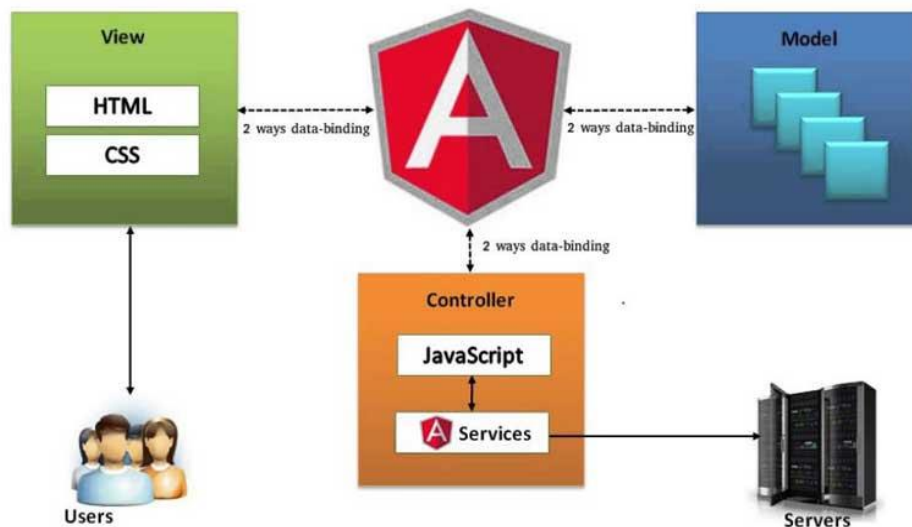 View
HTML
CSS
2 ways data-binding
A
2 ways data-binding
Model
2 ways data-binding
Controller
JavaScript
A Services
Users
Servers